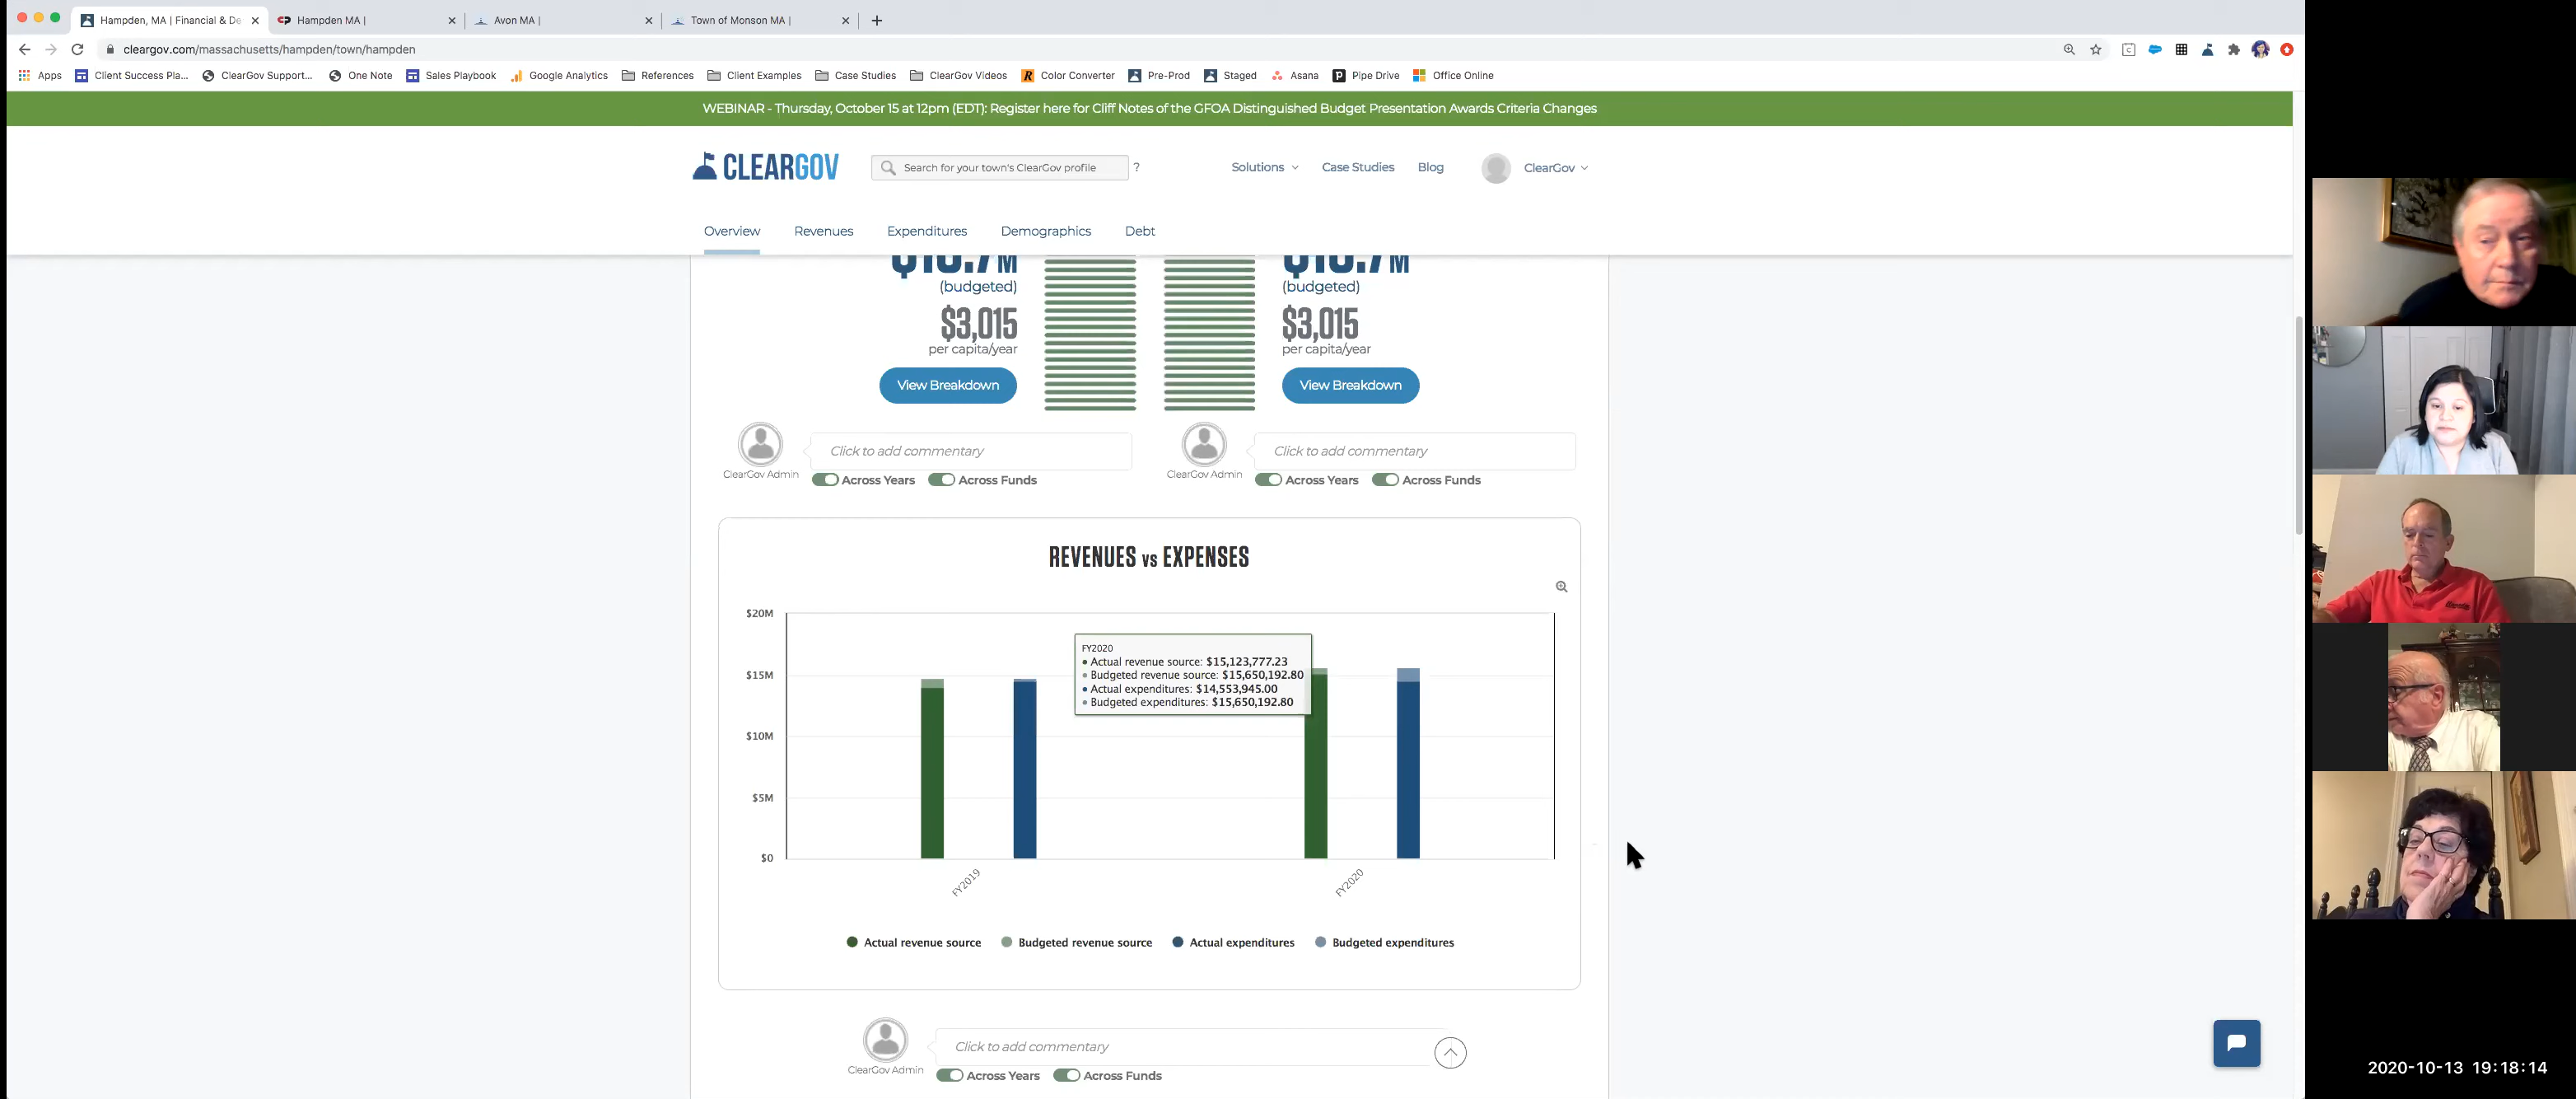 Hampden, MA | Financial & De
Hampden MA |
Avon MA |
Town of Monson MA |
cleargov.com/massachusetts/hampden/town/hampden
Apps
Client Success Pla...
ClearGov Support...
One Note
Sales Playbook
Google Analytics
References
Client Examples
Case Studies
ClearGov Videos
Color Converter
Pre-Prod
Staged
Asana
Pipe Drive
Office Online
WEBINAR - Thursday, October 15 at 12pm (EDT): Register here for Cliff Notes of the GFOA Distinguished Budget Presentation Awards Criteria Changes
CLEARGOV
Search for your town's ClearGov profile
?
Solutions
Case Studies
Blog
ClearGov
Overview
Revenues
Expenditures
Demographics
Debt
(budgeted)
$3,015
per capita/year
View Breakdown
(budgeted)
$3,015
per capita/year
View Breakdown
ClearGov Admin
Click to add commentary
Across Years
Across Funds
ClearGov Admin
Click to add commentary
Across Years
Across Funds
REVENUES vs EXPENSES
$20M
$15M
$10M
$5M
$0
FY2020
Actual revenue source: $15,123,777.23
Budgeted revenue source: $15,650,192.80
Actual expenditures: $14,553,945.00
Budgeted expenditures: $15,650,192.80
FY2019
FY2020
Actual revenue source
Budgeted revenue source
Actual expenditures
Budgeted expenditures
ClearGov Admin
Click to add commentary
Across Years
Across Funds
2020-10-13 19:18:14